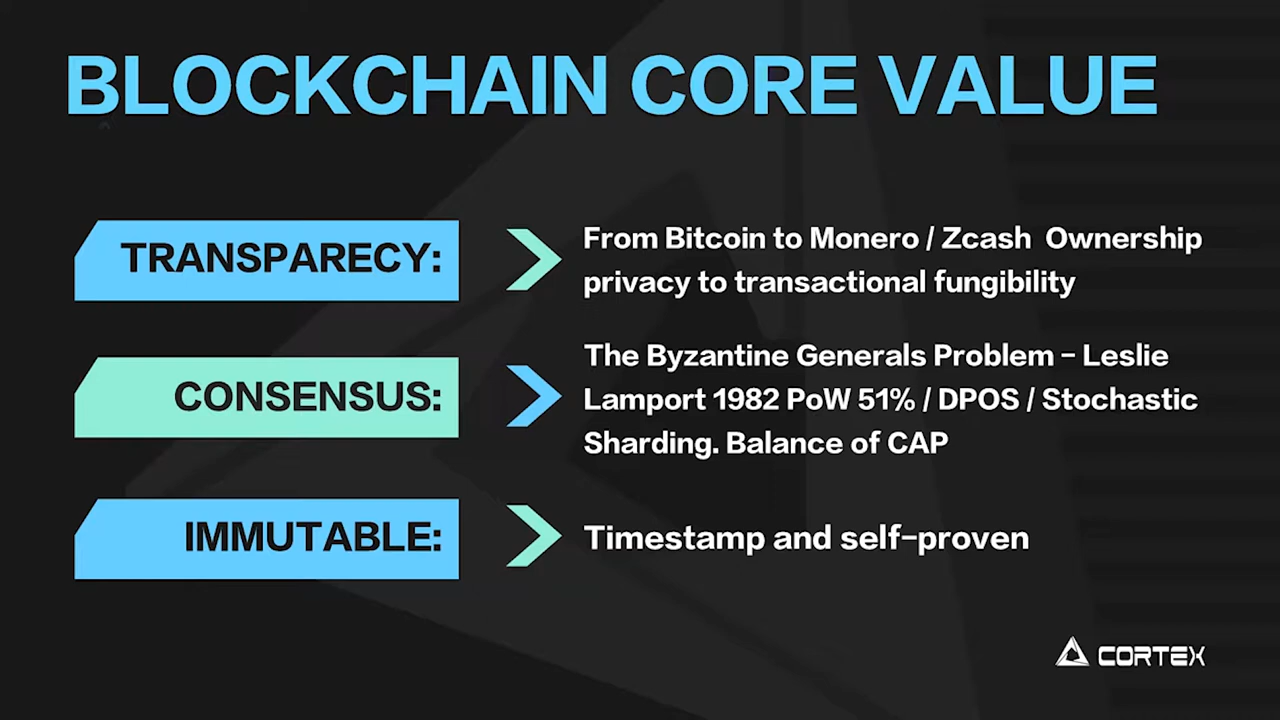 BLOCKCHAIN CORE VALUE
TRANSPARECY:
From Bitcoin to Monero / Zcash Ownership
privacy to transactional fungibility
CONSENSUS:
The Byzantine Generals Problem - Leslie
Lamport 1982 PoW 51% / DPOS / Stochastic
Sharding. Balance of CAP
IMMUTABLE:
Timestamp and self-proven
CORTEX